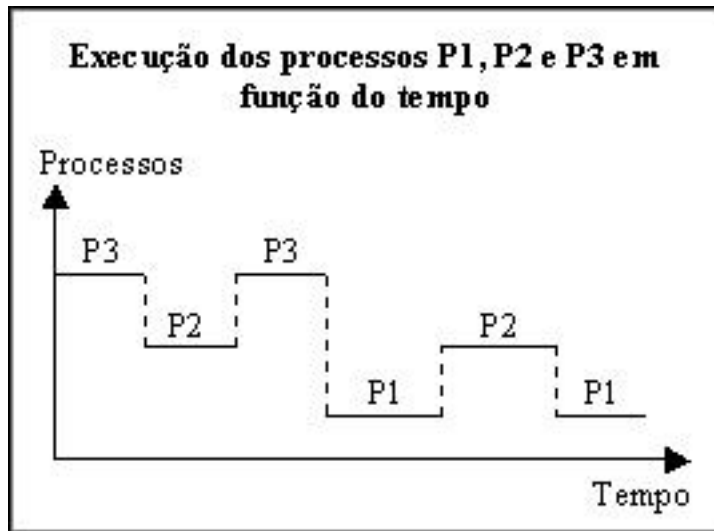 Execução dos processos P1, P2 e P3 em
função do tempo
Processos
P3
P3
P2
P2
P1
P1
Tempo